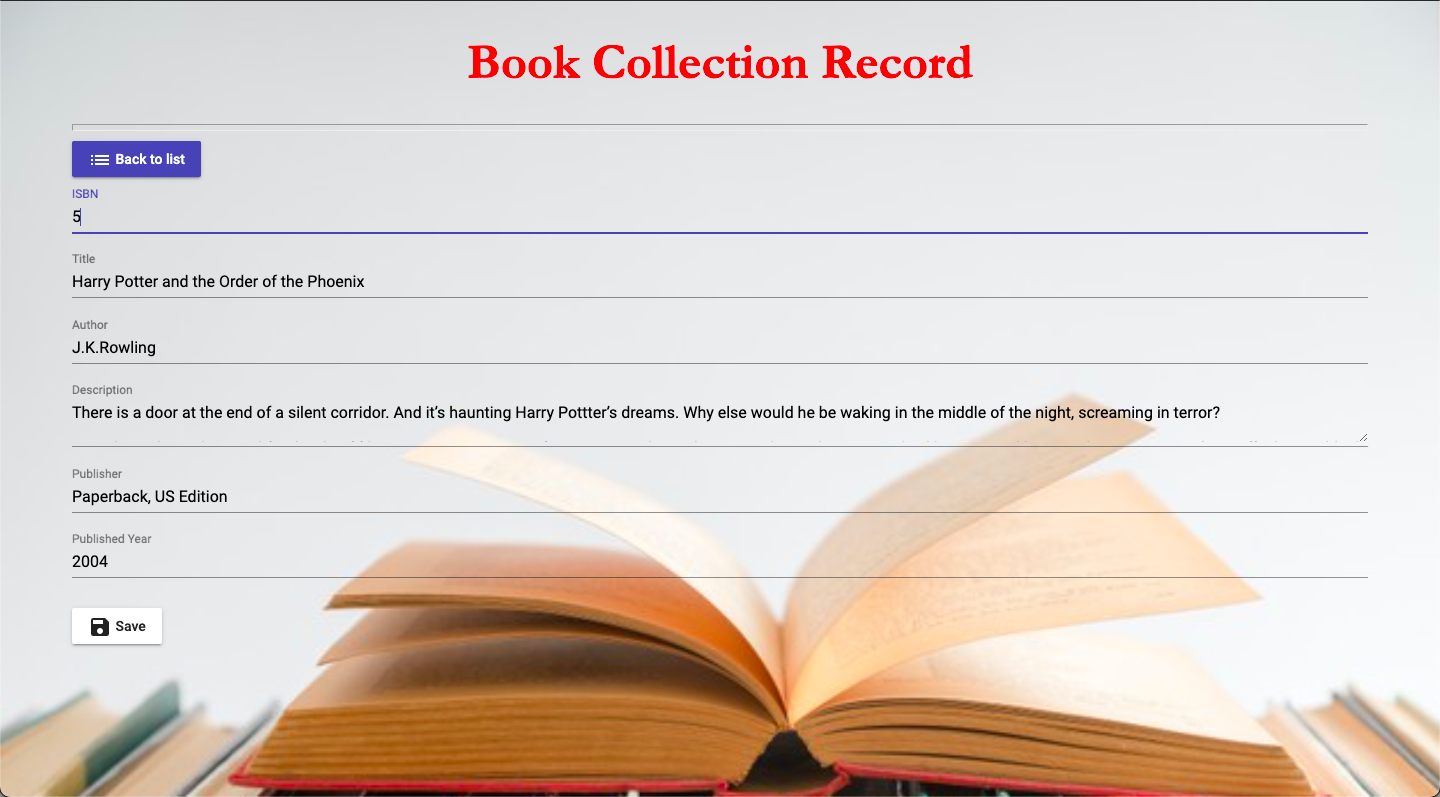 Book Collection Record
Back to list
ISBN
5
Title
Harry Potter and the Order of the Phoenix
Author
J.K.Rowling
Description
There is a door at the end of a silent corridor. And it’s haunting Harry Pottter’s dreams. Why else would he be waking in the middle of the night, screaming in terror?
Publisher
Paperback, US Edition
Published Year
2004
Save